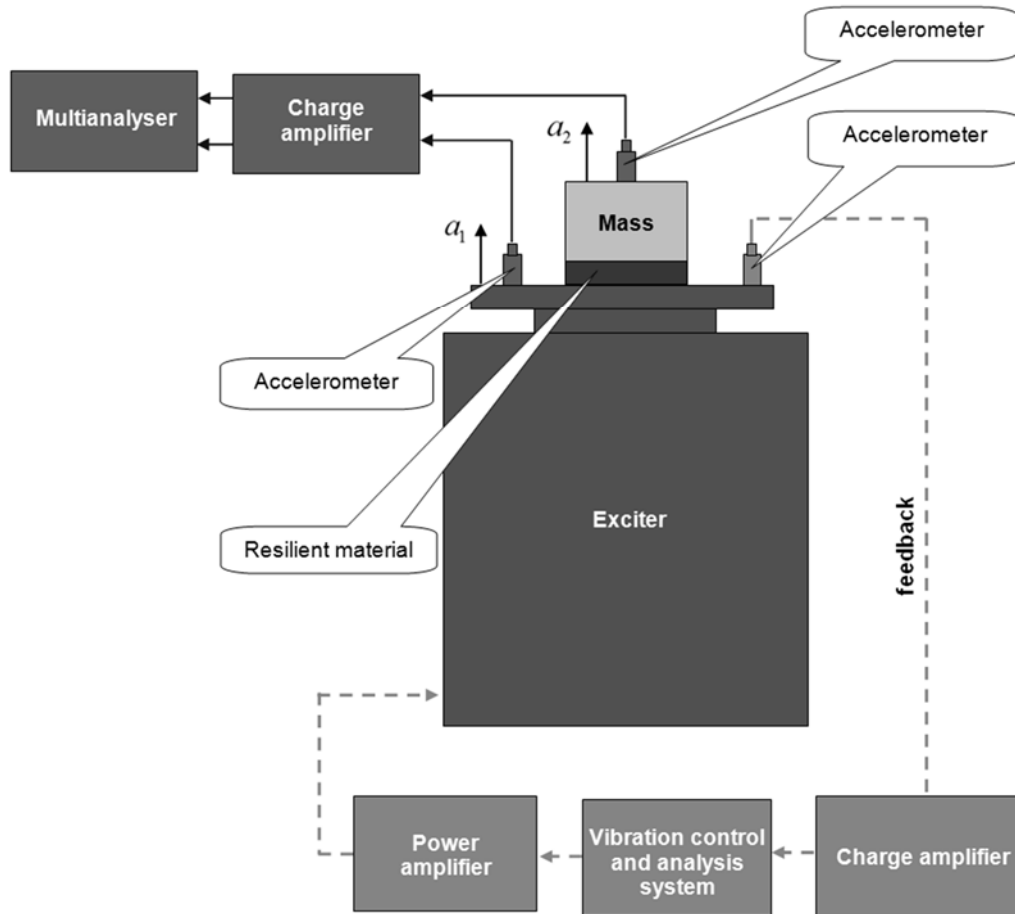 Accelerometer
Multianalyser
Charge
amplifier
a2
Accelerometer
Mass
a1
Accelerometer
Resilient material
Exciter
feedback
Power
amplifier
Vibration control
and analysis
system
Charge amplifier